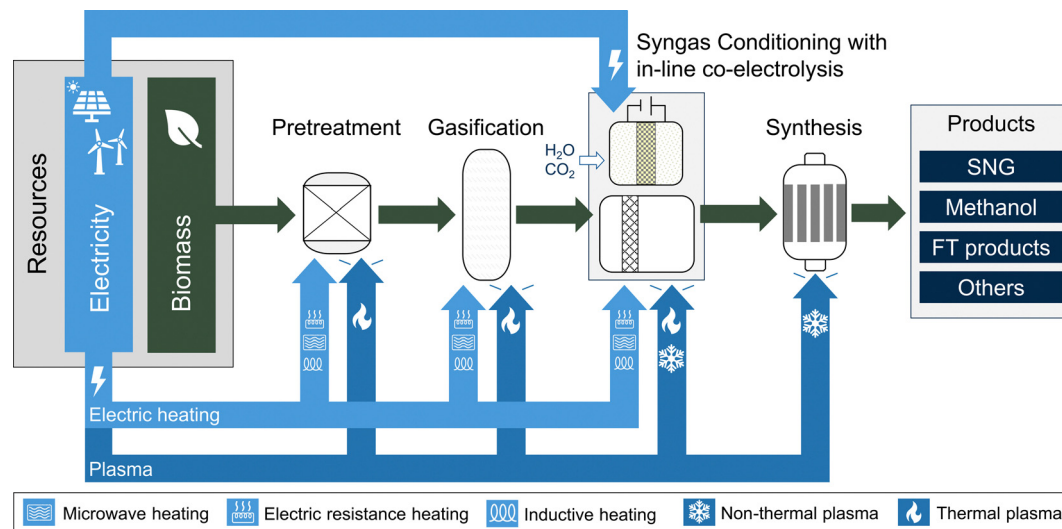 Syngas Conditioning with
in-line co-electrolysis
Resources
Electricity
Biomass
Pretreatment
Gasification
H₂O
CO₂
Synthesis
Products
SNG
Methanol
FT products
Others
Electric heating
Plasma
Microwave heating
Electric resistance heating
Inductive heating
Non-thermal plasma
Thermal plasma